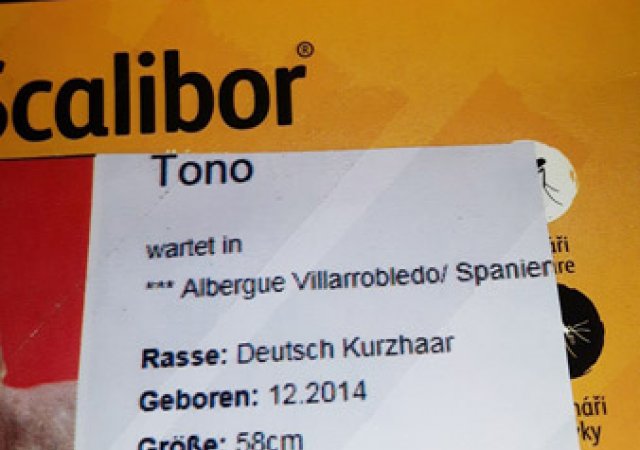 Scalibor®
Tono
wartet in
*** Albergue Villarrobledo/ Spanien
Rasse: Deutsch Kurzhaar
Geboren: 12.2014
Größe: 58cm